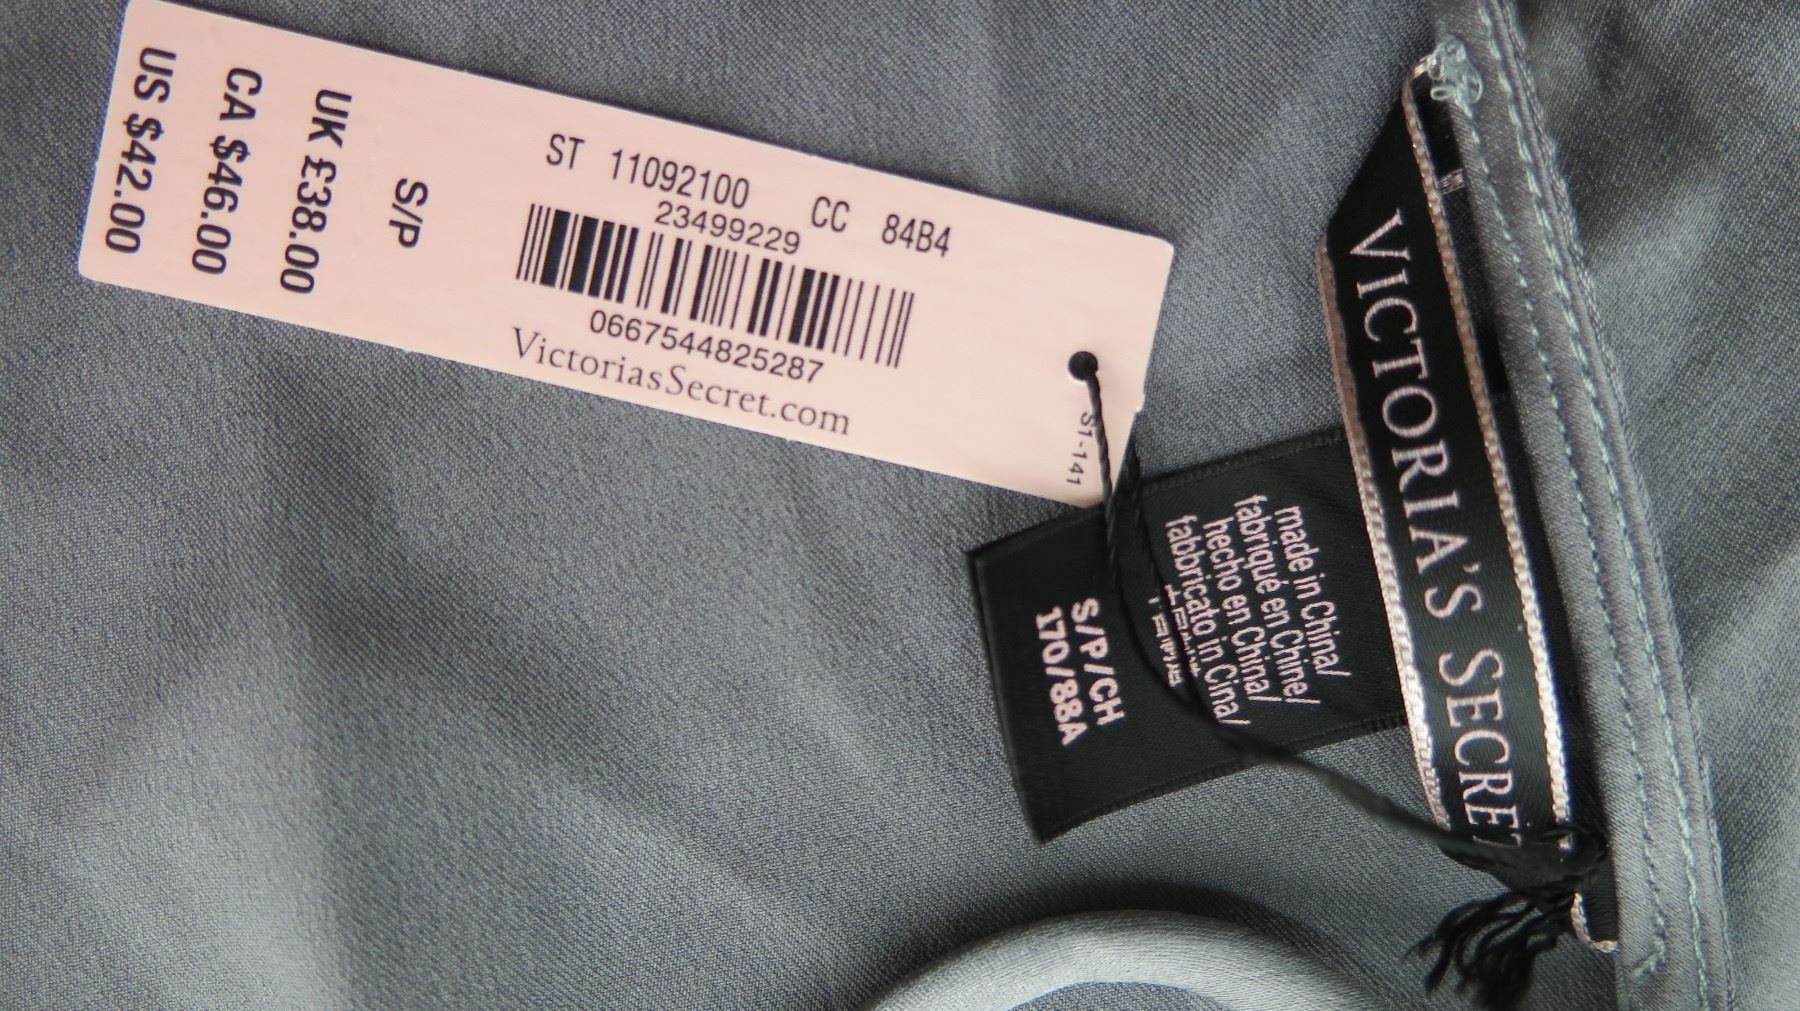 ST 11092100 CC 84B4
23499229
0667544825287
VictoriasSecret.com
S/P
UK £38.00
CA $46.00
US $42.00
S1-141
VICTORIA'S SECRET
made in China/
fabriqué en Chine/
hecho en China/
fabbricato in Cina/
S/P/CH
170/88A